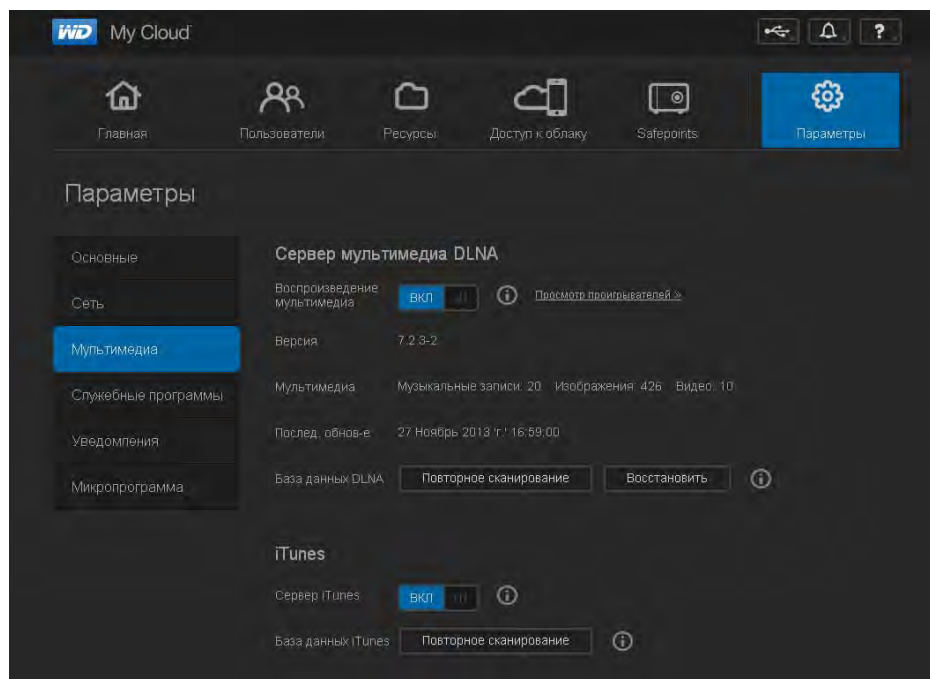 WD My Cloud
?
Главная
Пользователи
Ресурсы
Доступ к облаку
Safepoints
Параметры
Параметры
Основные
Сеть
Мультимедиа
Служебные программы
Уведомления
Микропрограмма
Сервер мультимедиа DLNA
Воспроизведение
мультимедиа
ВКЛ
Просмотр проигрывателей »
Версия 7.2.3-2
Мультимедиа Музыкальные записи: 20 Изображения: 426 Видео: 10
Послед. обнов-е 27 Ноябрь 2013 'г.' 16:59:00
База данных DLNA Повторное сканирование Восстановить
iTunes
Сервер iTunes ВКЛ
База данных iTunes Повторное сканирование